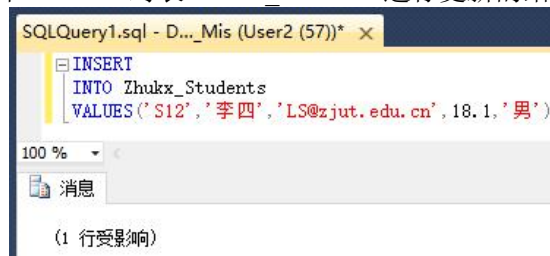 SQLQuery1.sql - D..._Mis (User2 (57))* ×
INSERT
INTO Zhukx_Students
VALUES('S12','李四','LS@zjut.edu.cn',18.1,'男')
100 %
消息
(1 行受影响)